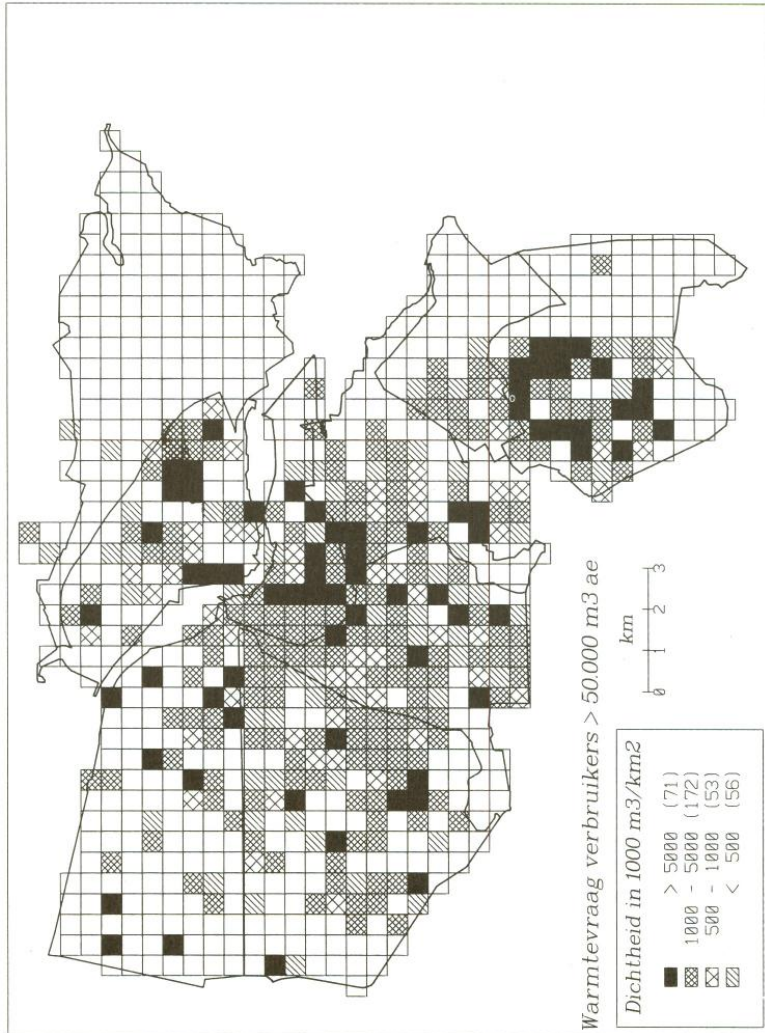 Warmtevraag verbruikers > 50.000 m3 ae
km
0 1 2 3
Dichtheid in 1000 m3/km2
> 5000 (71)
1000 - 5000 (172)
500 - 1000 (53)
< 500 (56)